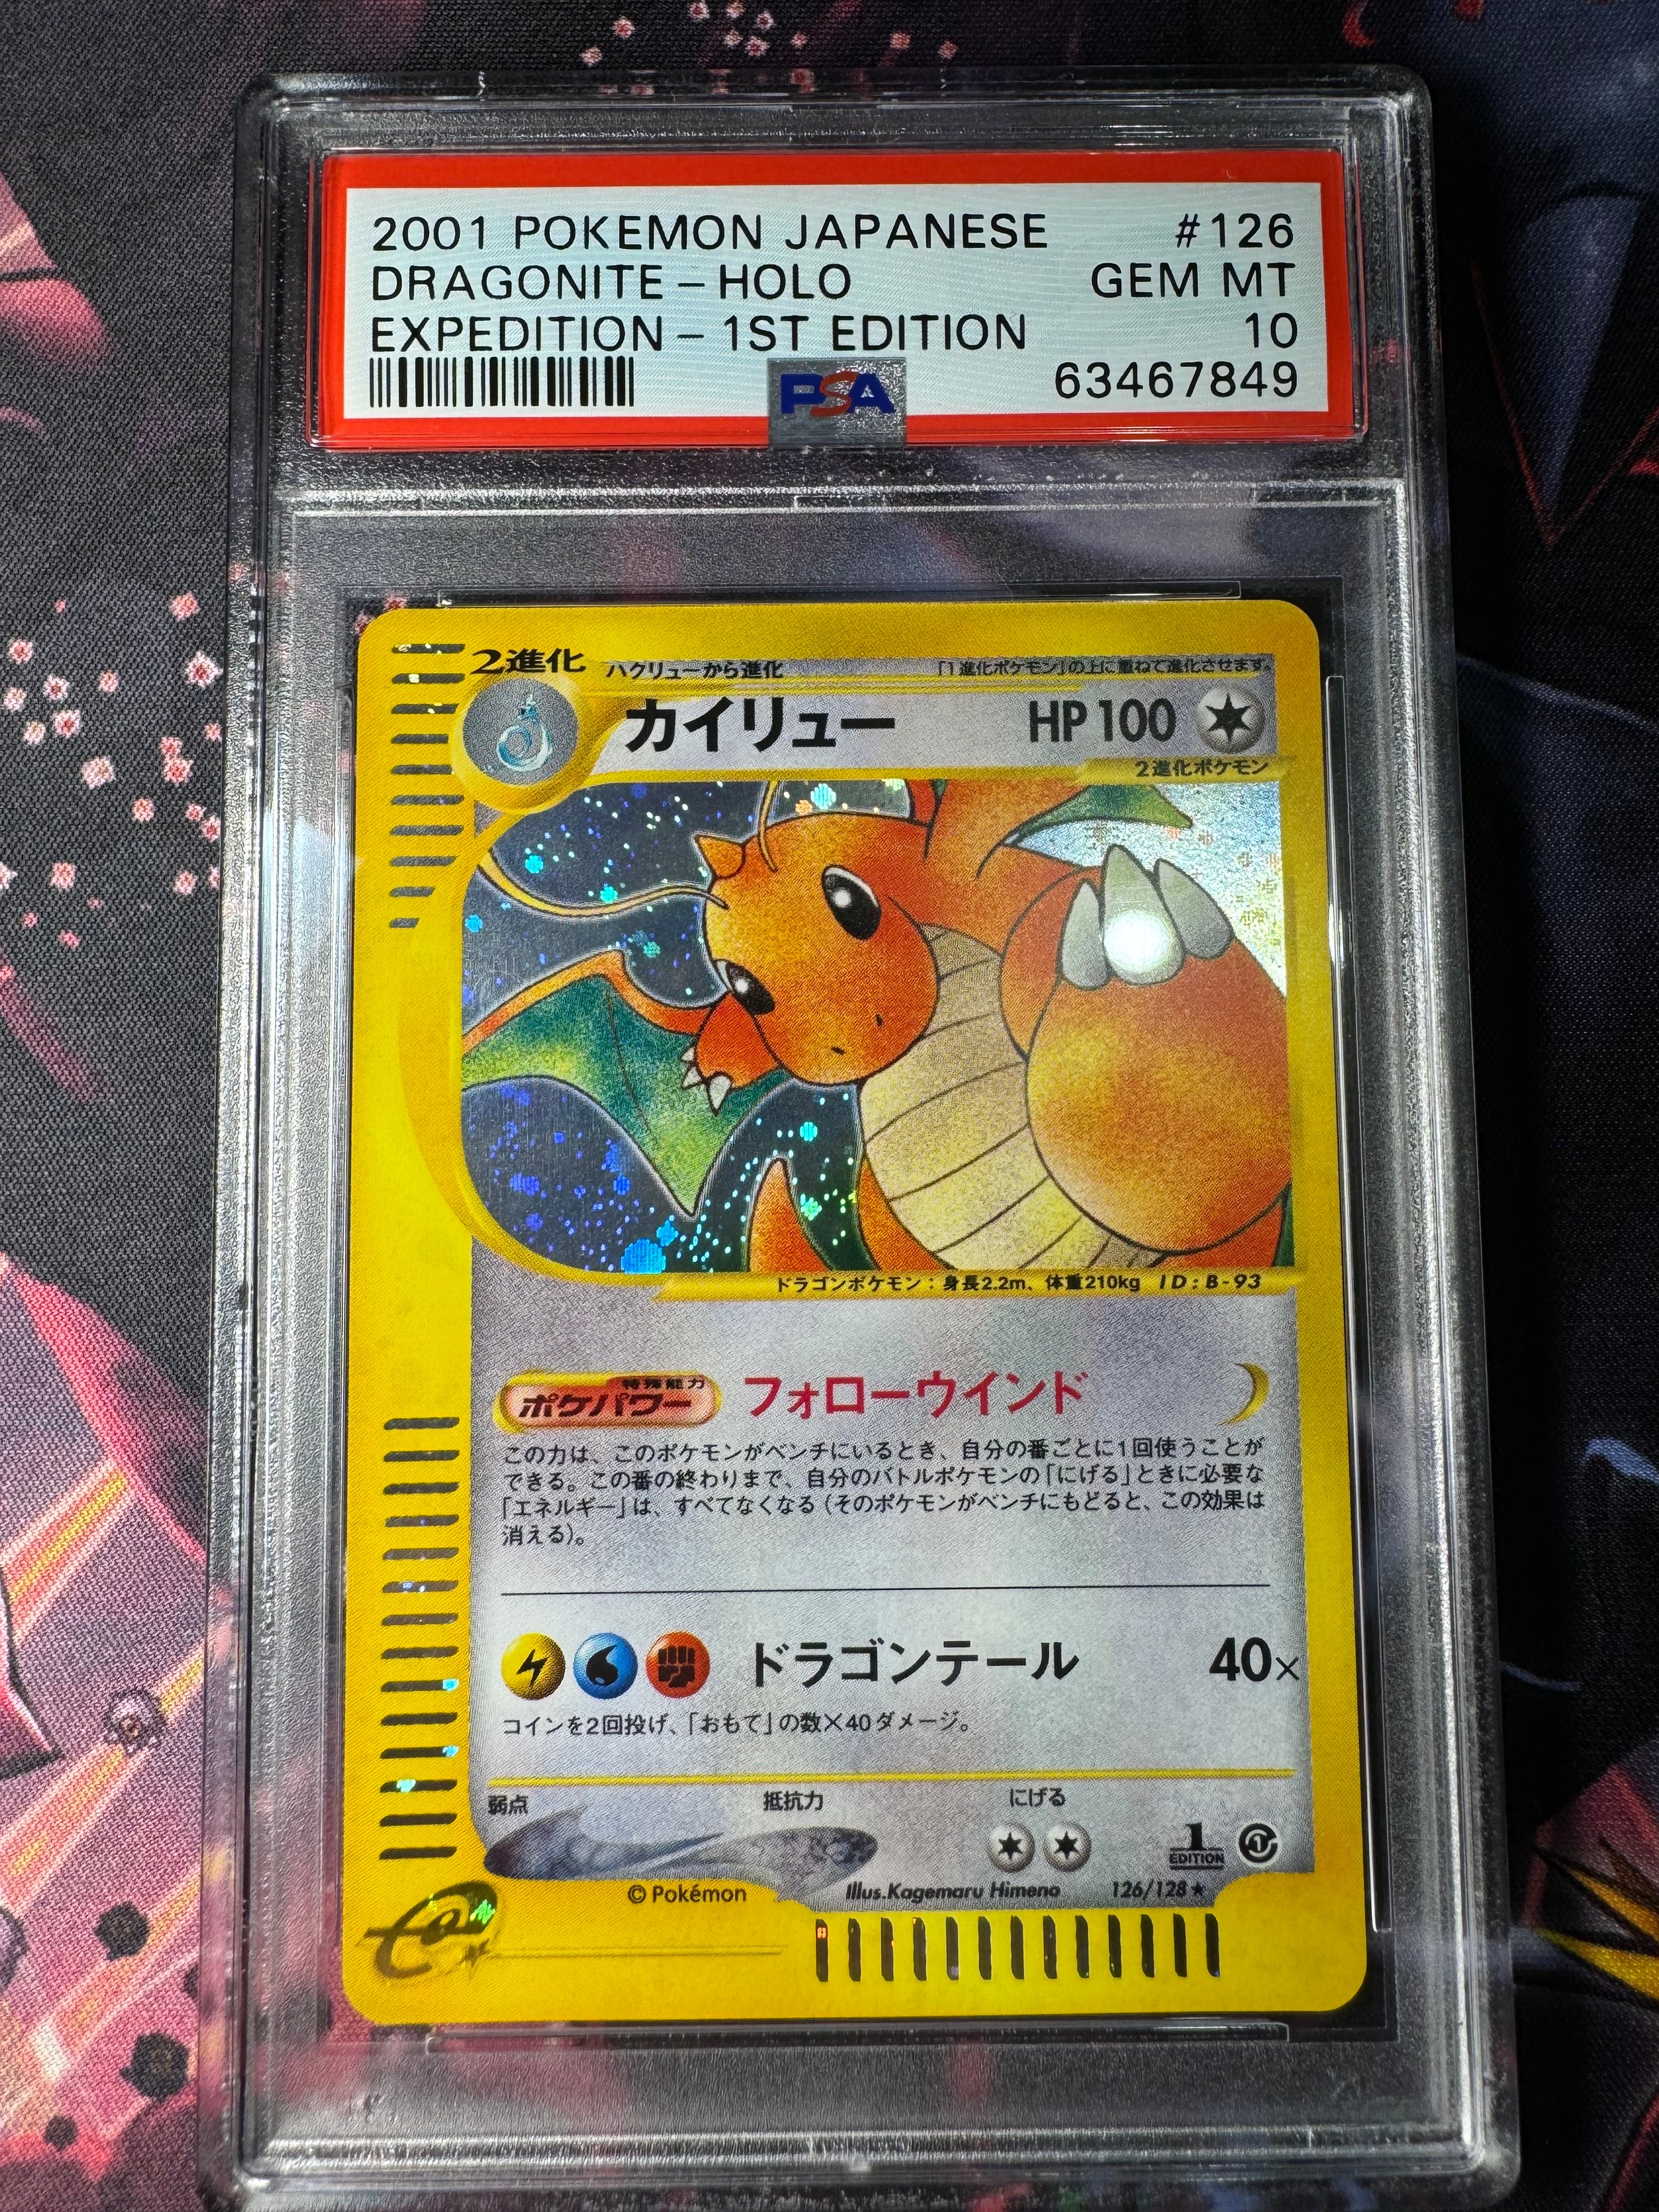 2001 POKEMON JAPANESE #126
DRAGONITE – HOLO GEM MT
EXPEDITION – 1ST EDITION 10
PSA 63467849
2進化 ハクリューから進化 「1進化ポケモン」の上に重ねて進化させます。
カイリュー HP100
2進化ポケモン
ドラゴンポケモン：身長2.2m、体重210kg ID:B-93
特殊能力
ポケパワー フォローウインド
この力は、このポケモンがベンチにいるとき、自分の番ごとに1回使うことが
できる。この番の終わりまで、自分のバトルポケモンの「にげる」ときに必要な
「エネルギー」は、すべてなくなる（そのポケモンがベンチにもどると、この効果は
消える）。
ドラゴンテール 40×
コインを2回投げ、「おもて」の数×40ダメージ。
弱点 抵抗力 にげる
1
EDITION
© Pokémon Illus.Kagemaru Himeno 126/128★
e